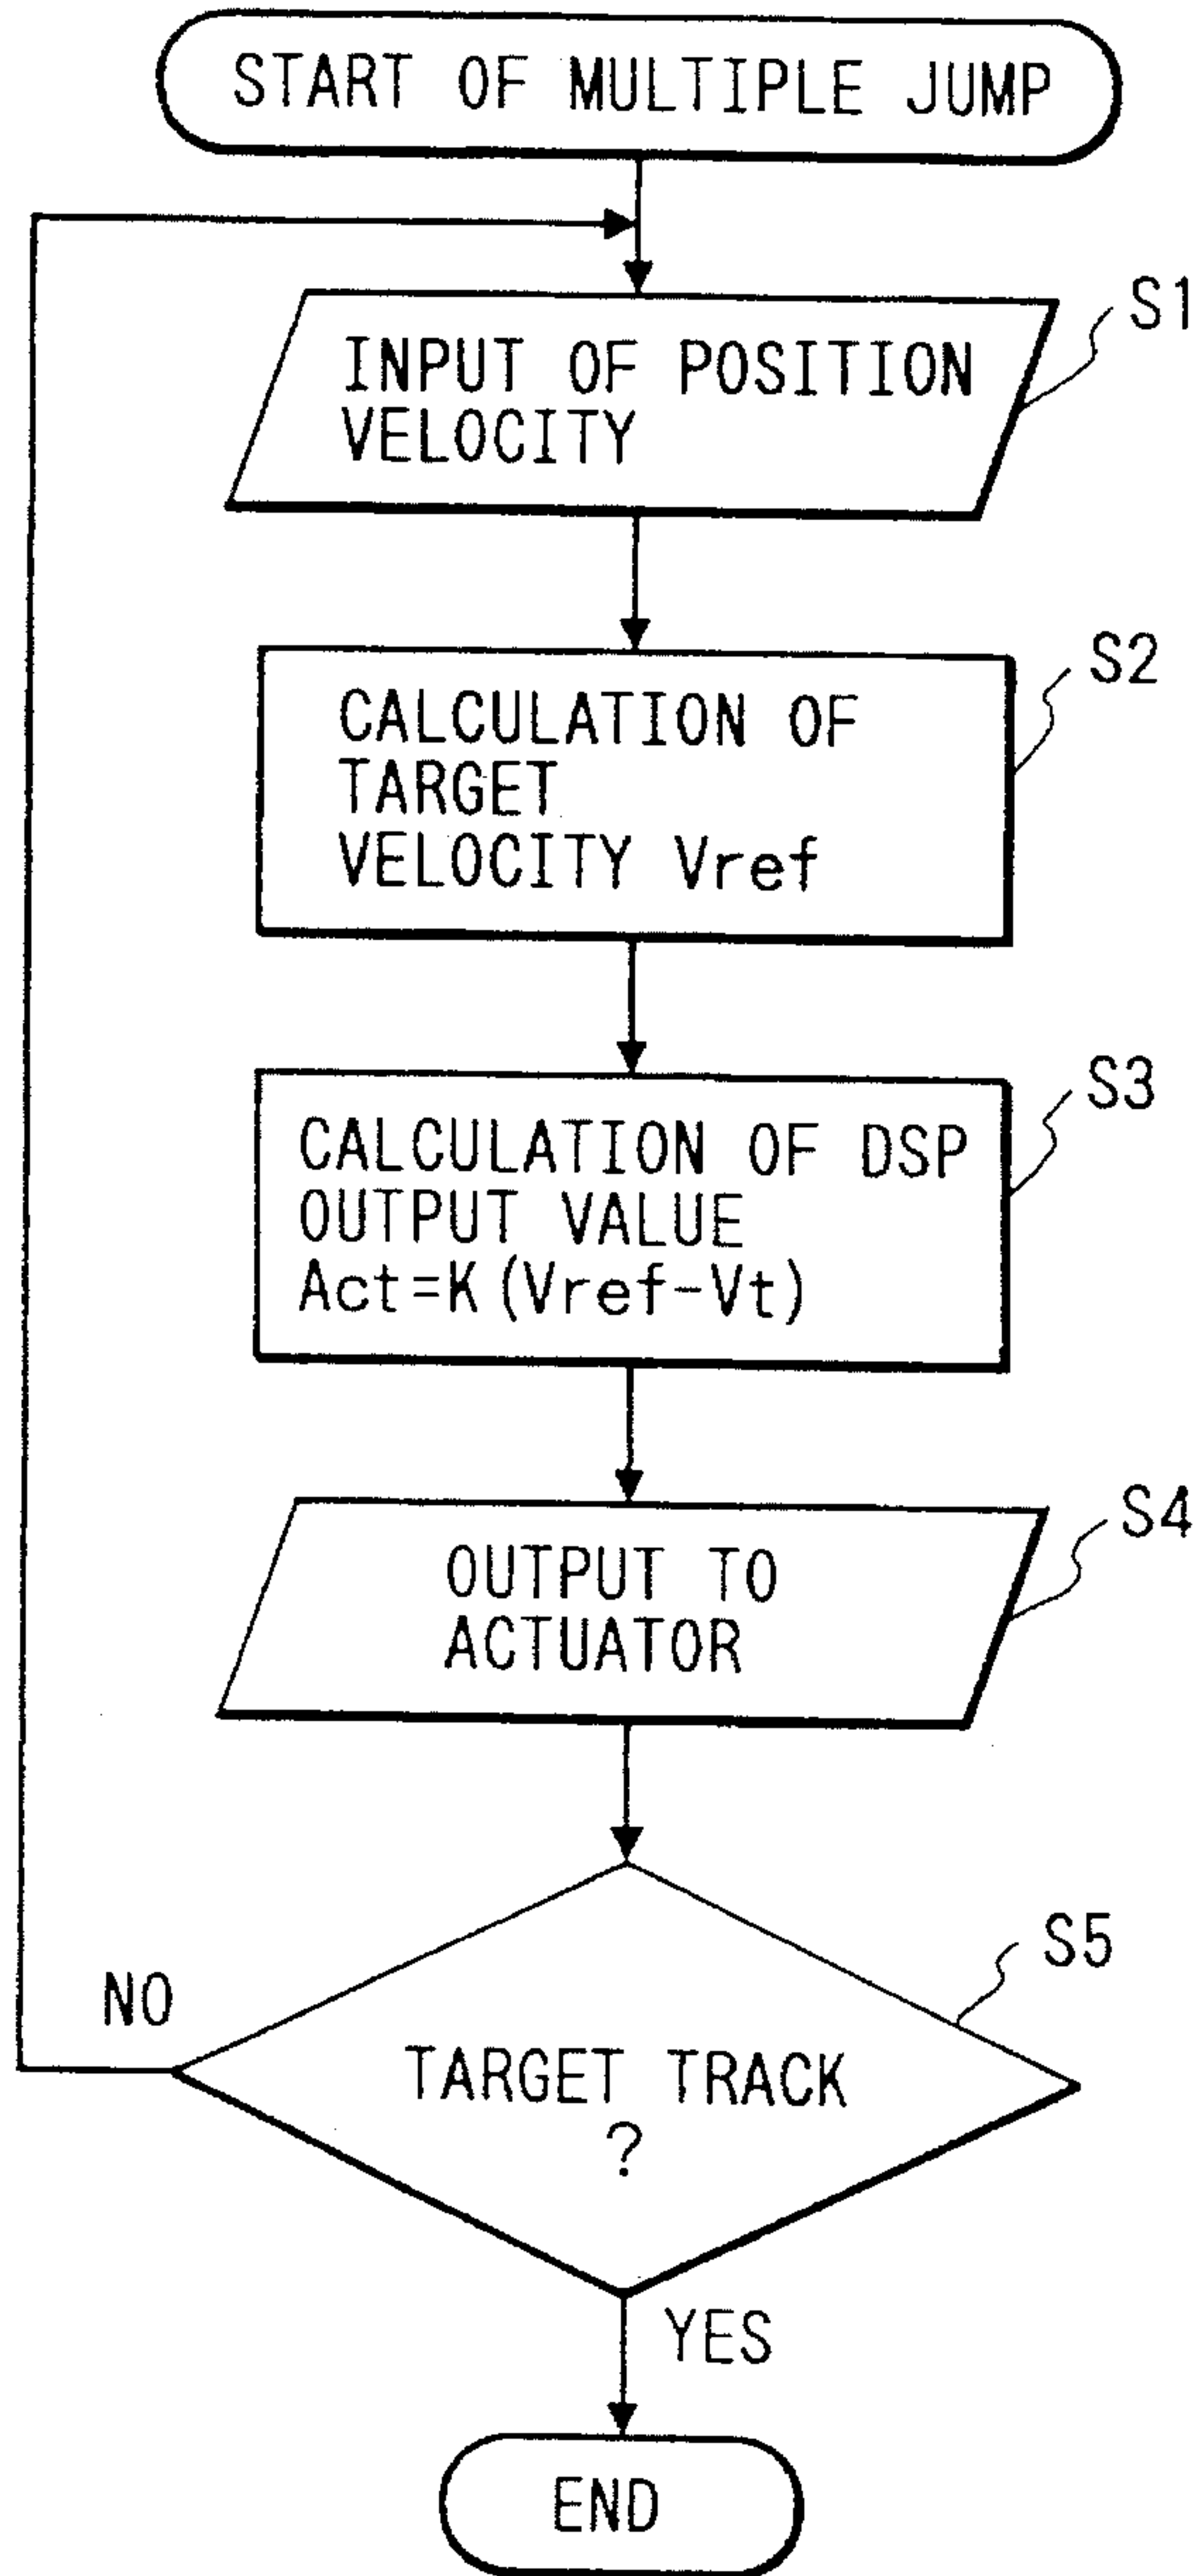 START OF MULTIPLE JUMP
S1
INPUT OF POSITION
VELOCITY
S2
CALCULATION OF
TARGET
VELOCITY Vref
S3
CALCULATION OF DSP
OUTPUT VALUE
Act=K(Vref-Vt)
S4
OUTPUT TO
ACTUATOR
S5
NO
TARGET TRACK
?
YES
END